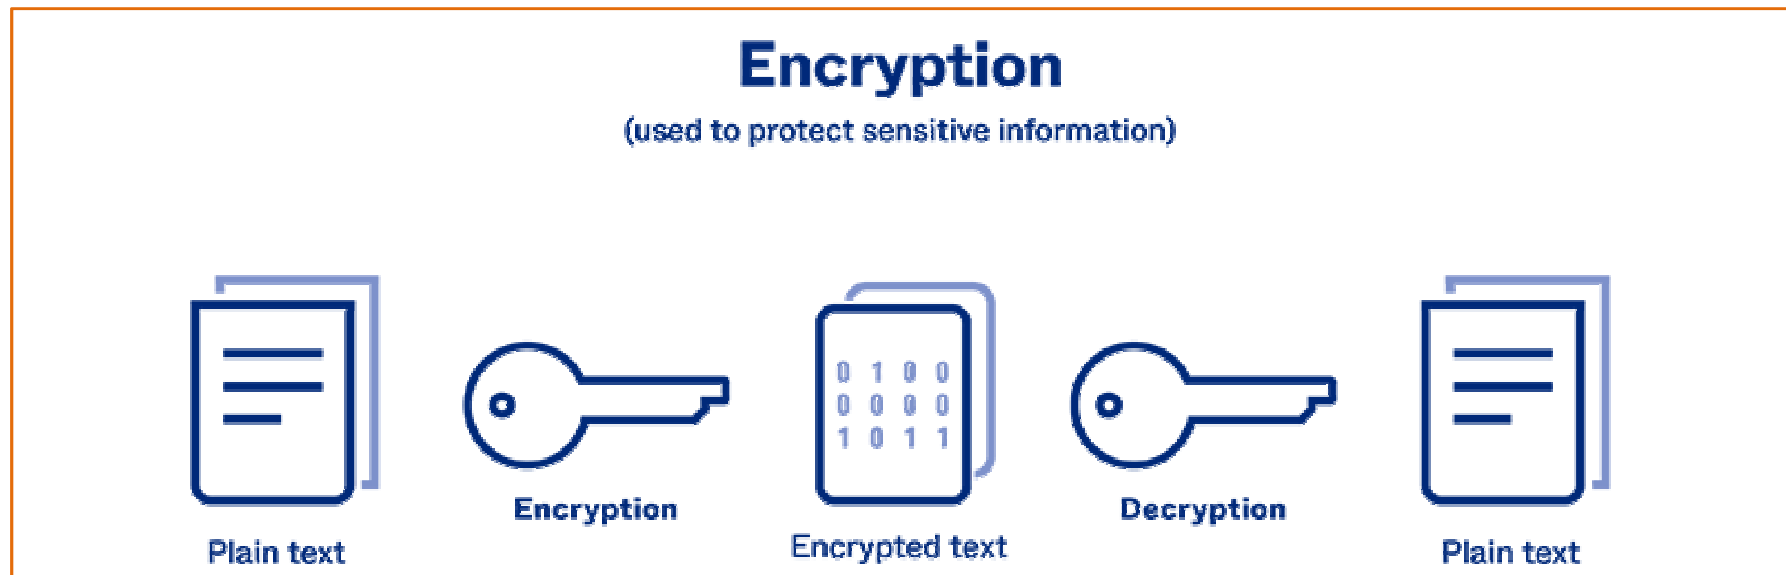 Encryption
(used to protect sensitive information)
0 1 0 0
0 0 0 0
1 0 1 1
Encryption
Decryption
Plain text
Encrypted text
Plain text